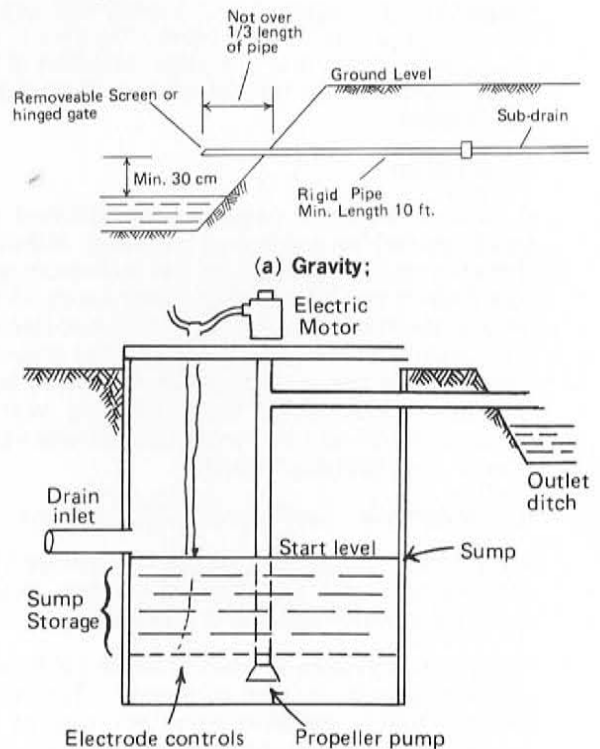 Not over
1/3 length
of pipe
Ground Level
Removeable Screen or
hinged gate
Sub-drain
Min. 30 cm
Rigid Pipe
Min. Length 10 ft.
(a) Gravity;
Electric
Motor
Outlet
ditch
Drain
inlet
Start level
Sump
Sump
Storage
Electrode controls
Propeller pump